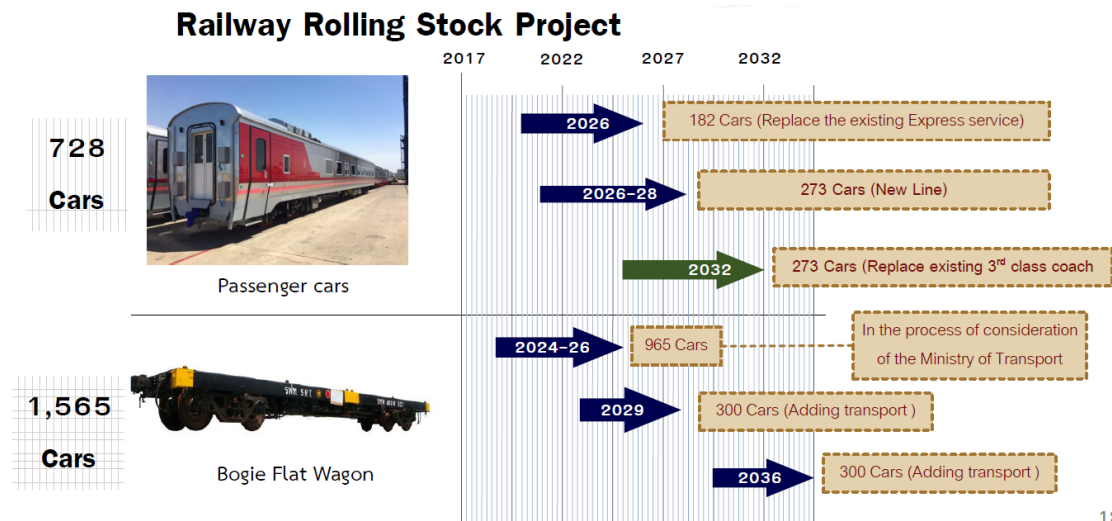 Railway Rolling Stock Project
2017 2022 2027 2032
728
Cars
Passenger cars
2026
182 Cars (Replace the existing Express service)
2026-28
273 Cars (New Line)
2032
273 Cars (Replace existing 3rd class coach
1,565
Cars
Bogie Flat Wagon
2024-26
965 Cars
In the process of consideration
of the Ministry of Transport
2029
300 Cars (Adding transport )
2036
300 Cars (Adding transport )